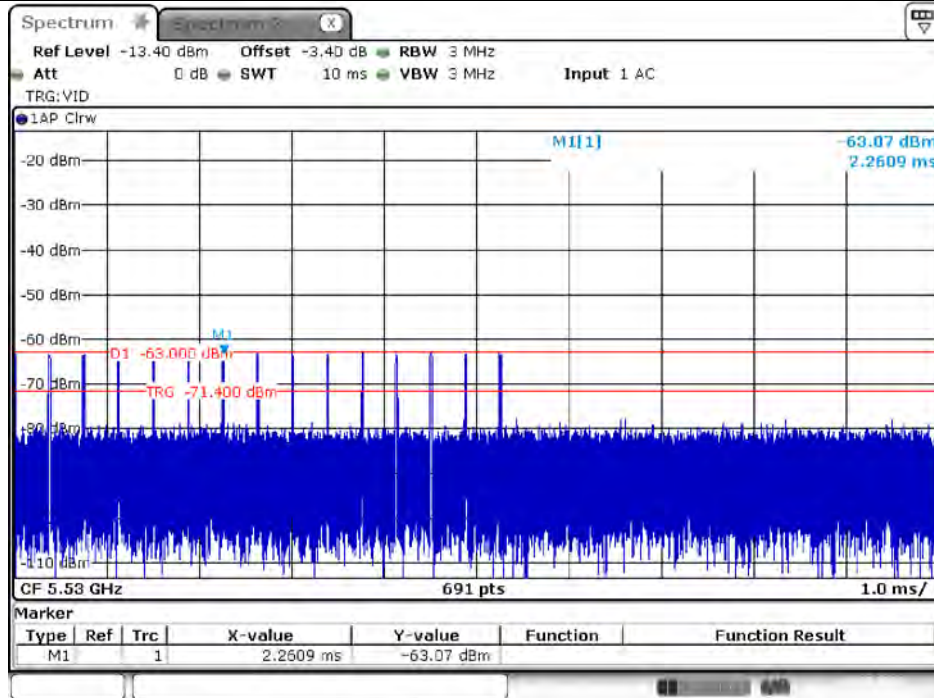 Spectrum
Spectrum 2 X
Ref Level -13.40 dBm Offset -3.40 dB RBW 3 MHz
Att 0 dB SWT 10 ms VBW 3 MHz Input 1 AC
TRG:VID
1AP Clrw
M1[1] -63.07 dBm
2.2609 ms
-20 dBm
-30 dBm
-40 dBm
-50 dBm
-60 dBm
M1
D1 -63.000 dBm
-70 dBm
TRG -71.400 dBm
-80 dBm
-110 dBm
CF 5.53 GHz 691 pts 1.0 ms/
Marker
Type Ref Trc X-value Y-value Function Function Result
M1 1 2.2609 ms -63.07 dBm